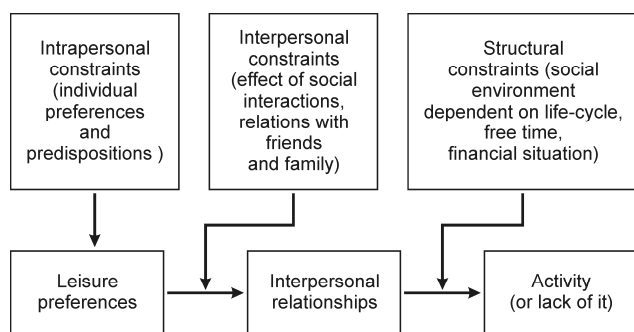 Intrapersonal
constraints
(individual
preferences
and
predispositions )
Interpersonal
constraints
(effect of social
interactions,
relations with
friends
and family)
Structural
constraints (social
environment
dependent on life-cycle,
free time,
financial situation)
Leisure
preferences
Interpersonal
relationships
Activity
(or lack of it)